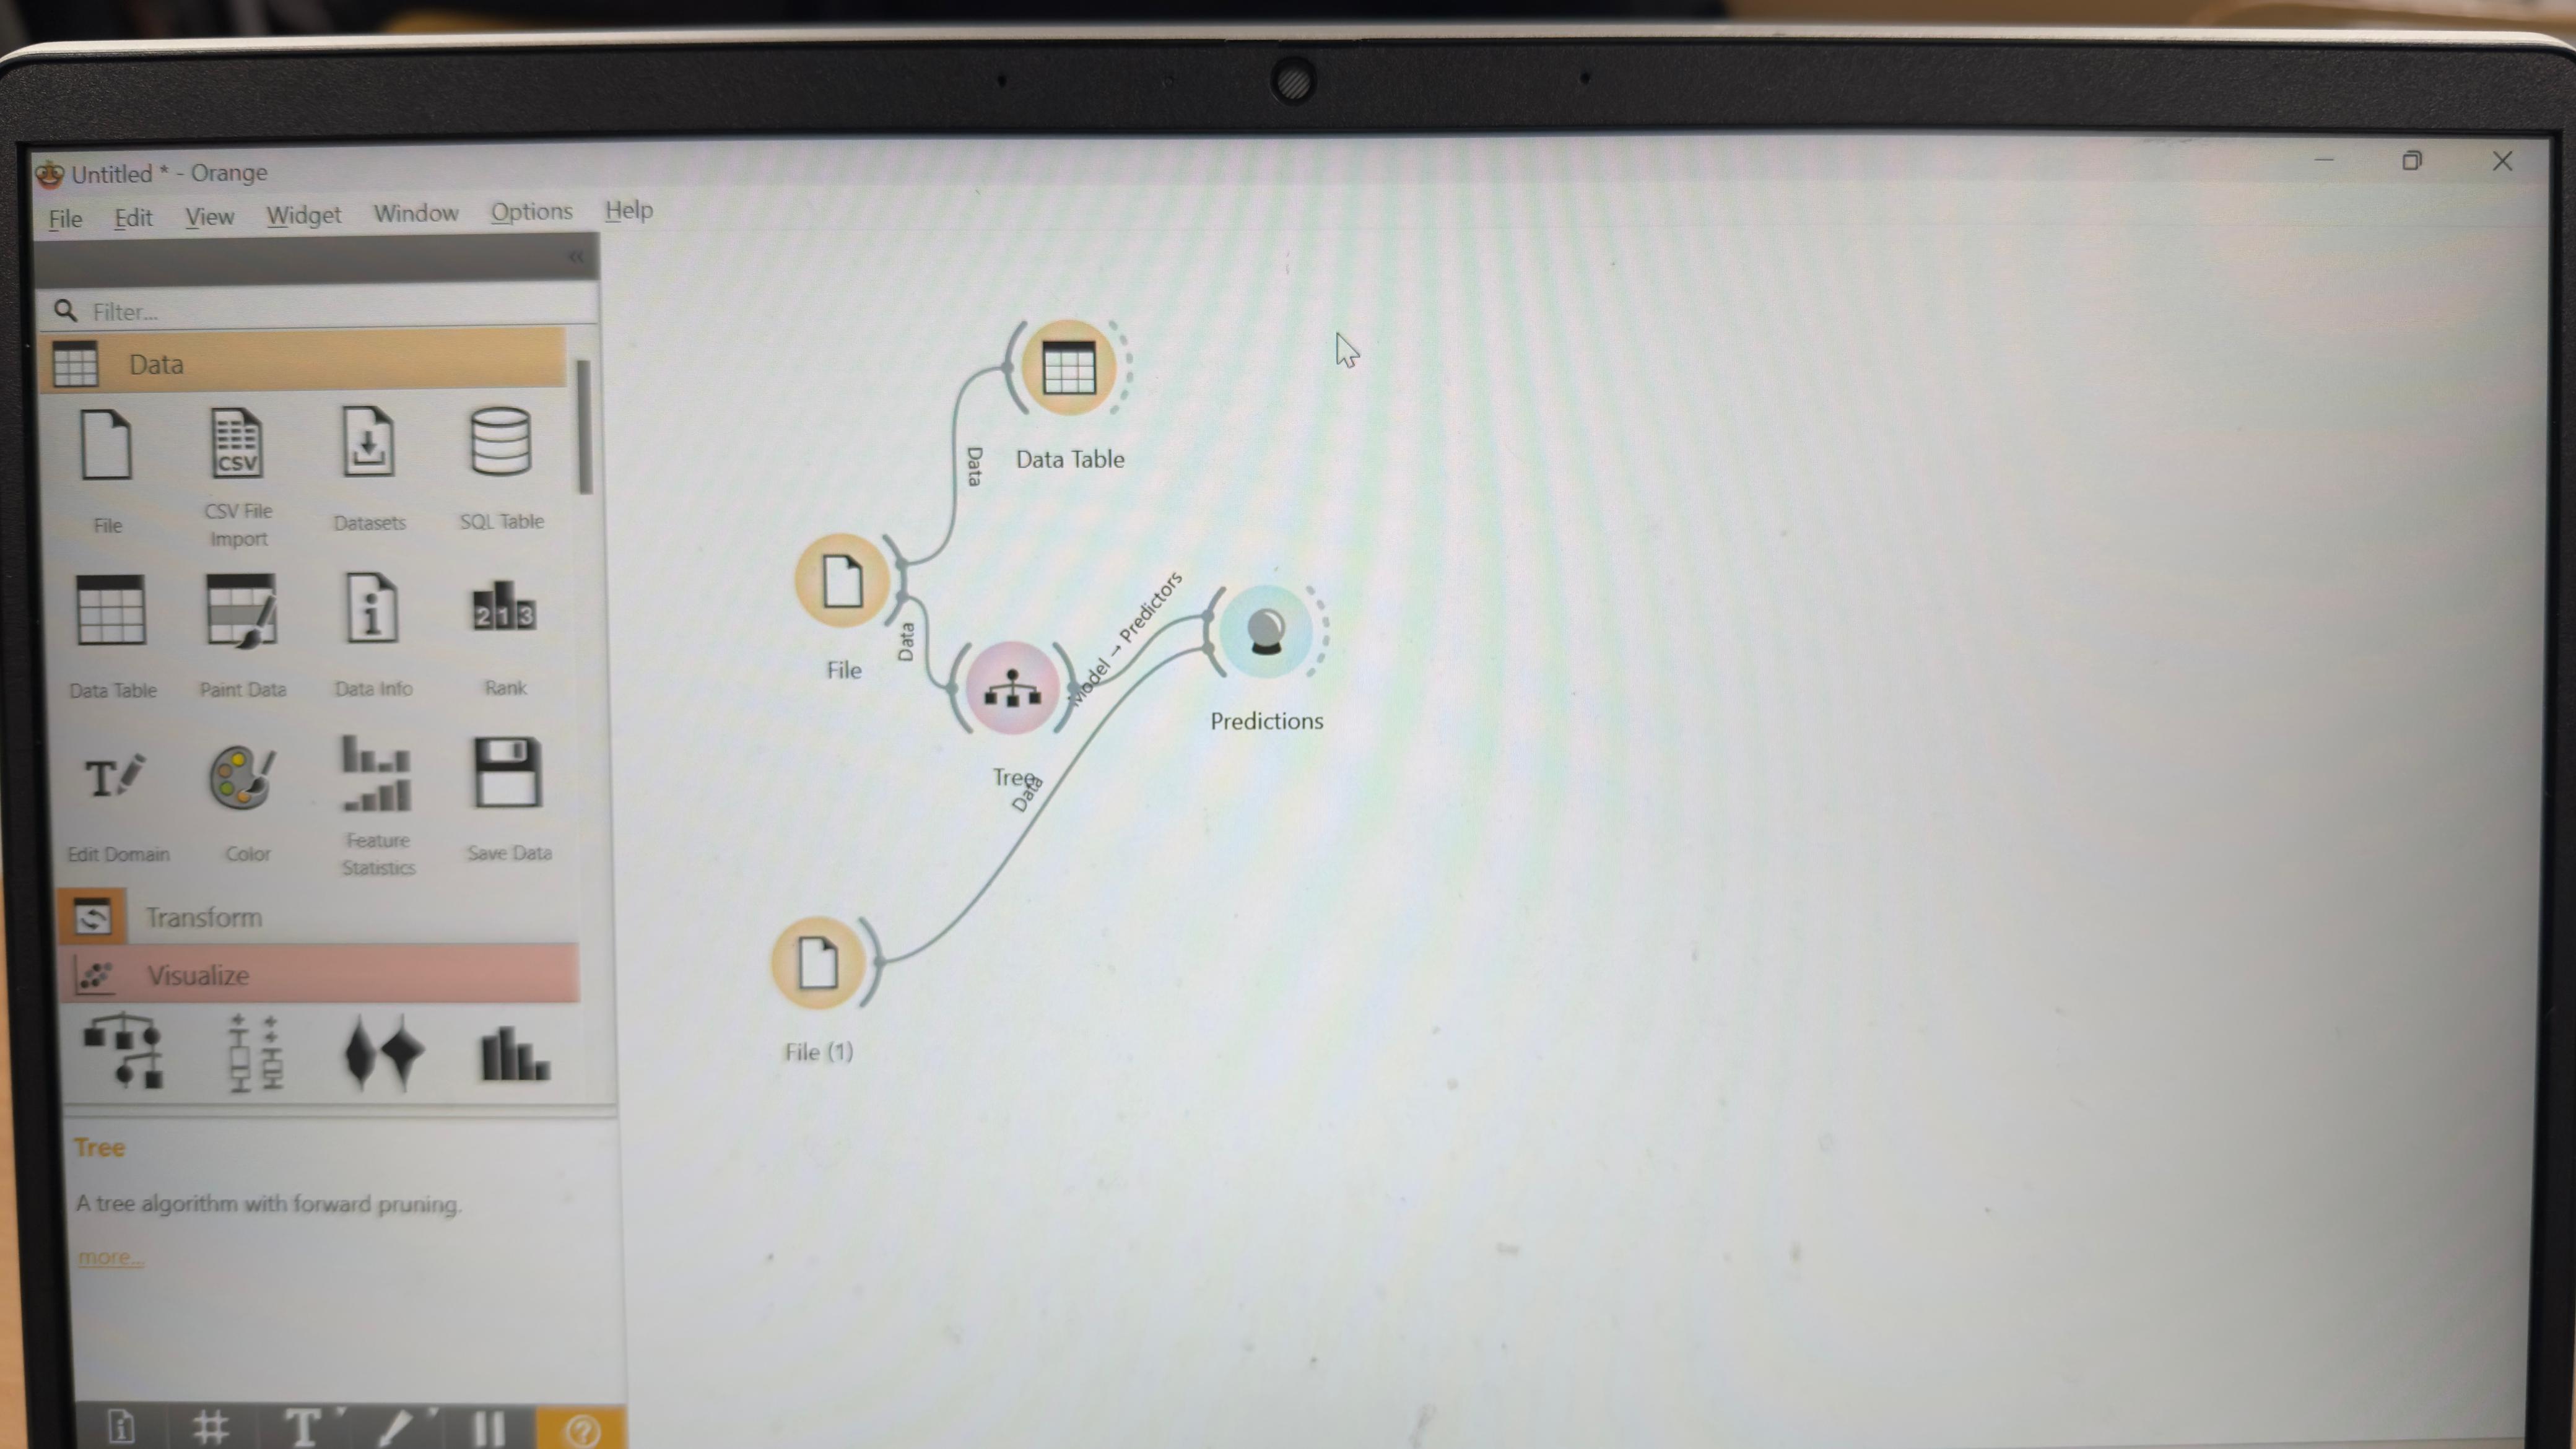 Untitled * - Orange
File Edit View Widget Window Options Help
Filter...
Data
File
CSV
CSV File Import
Datasets
SQL Table
Data Table
Paint Data
Data Info
213
Rank
Edit Domain
Color
Feature Statistics
Save Data
Transform
Visualize
Tree
A tree algorithm with forward pruning.
more...
Data Table
Data
File
Data
Model → Predictors
Tree
Predictions
Data
File (1)